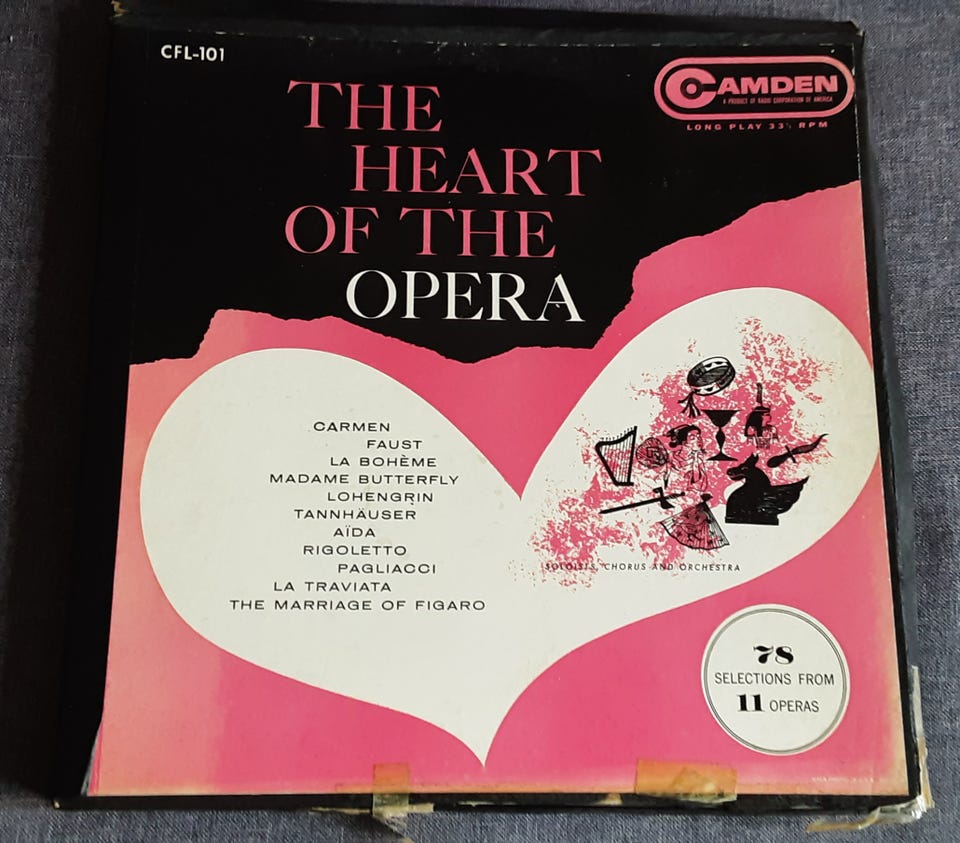 CFL-101
CAMDEN
A PRODUCT OF RADIO CORPORATION OF AMERICA
LONG PLAY 33⅓ RPM
THE
HEART
OF THE
OPERA
CARMEN
FAUST
LA BOHÈME
MADAME BUTTERFLY
LOHENGRIN
TANNHÄUSER
AÏDA
RIGOLETTO
PAGLIACCI
LA TRAVIATA
THE MARRIAGE OF FIGARO
SOLOISTS, CHORUS AND ORCHESTRA
78
SELECTIONS FROM
11 OPERAS